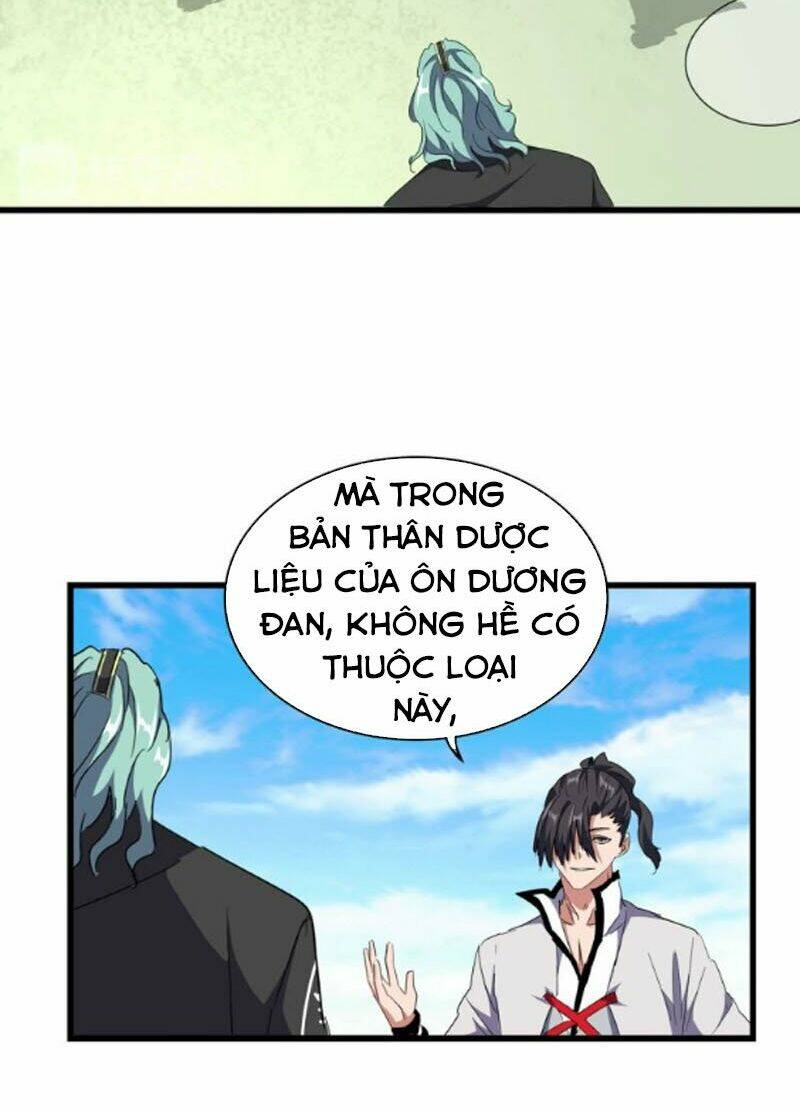 MÀ TRONG
BẢN THÂN DƯỢC
LIỆU CỦA ÔN DƯƠNG
ĐAN, KHÔNG HỀ CÓ
THUỘC LOẠI
NÀY,